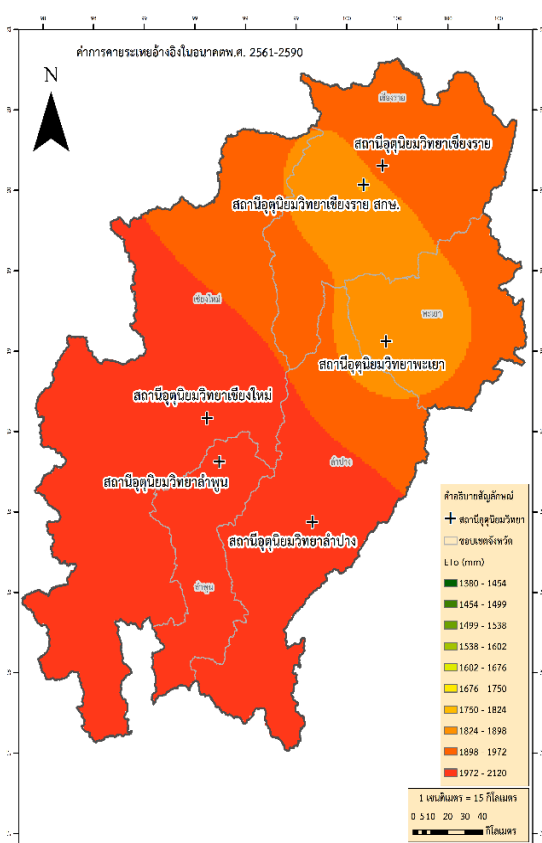 ค่าการคายระเหยอ้างอิงในอนาคตพ.ศ. 2561-2590
N
เชียงราย
สถานีอุตุนิยมวิทยาเชียงราย
สถานีอุตุนิยมวิทยาเชียงราย สกษ.
เชียงใหม่
พะเยา
สถานีอุตุนิยมวิทยาพะเยา
สถานีอุตุนิยมวิทยาเชียงใหม่
ลำปาง
สถานีอุตุนิยมวิทยาลำพูน
สถานีอุตุนิยมวิทยาลำปาง
ลำพูน
คำอธิบายสัญลักษณ์
สถานีอุตุนิยมวิทยา
ขอบเขตจังหวัด
(mm)
1380 - 1454
1454 - 1499
1499 - 1538
1538 - 1602
1602 - 1676
1676 1750
1750 - 1824
1824 - 1898
1898 1972
1972 - 2120
1 เซนติเมตร = 15 กิโลเมตร
0 5 10 20 30 40
กิโลเมตร